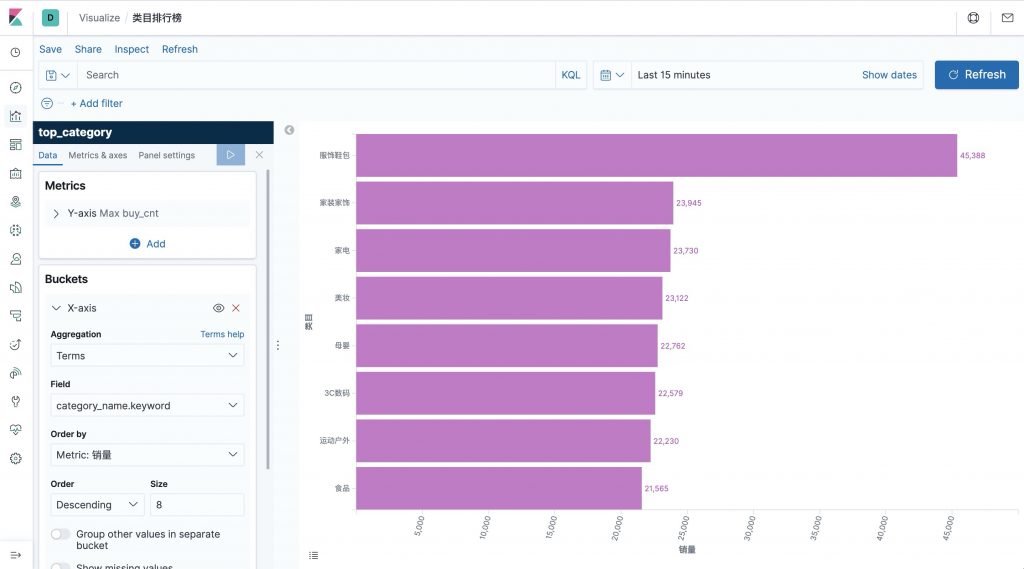 D
Visualize / 类目排行榜
Save Share Inspect Refresh
Search KQL Last 15 minutes Show dates Refresh
+ Add filter
top_category
Data Metrics & axes Panel settings
Metrics
Y-axis Max buy_cnt
Add
Buckets
X-axis
Aggregation Terms help
Terms
Field
category_name.keyword
Order by
Metric: 销量
Order Size
Descending 8
Group other values in separate
bucket
Show missing values
类目
服饰鞋包 45,388
家装家饰 23,945
家电 23,730
美妆 23,122
母婴 22,762
3C数码 22,579
运动户外 22,230
食品 21,565
5,000 10,000 15,000 20,000 25,000 30,000 35,000 40,000 45,000
销量